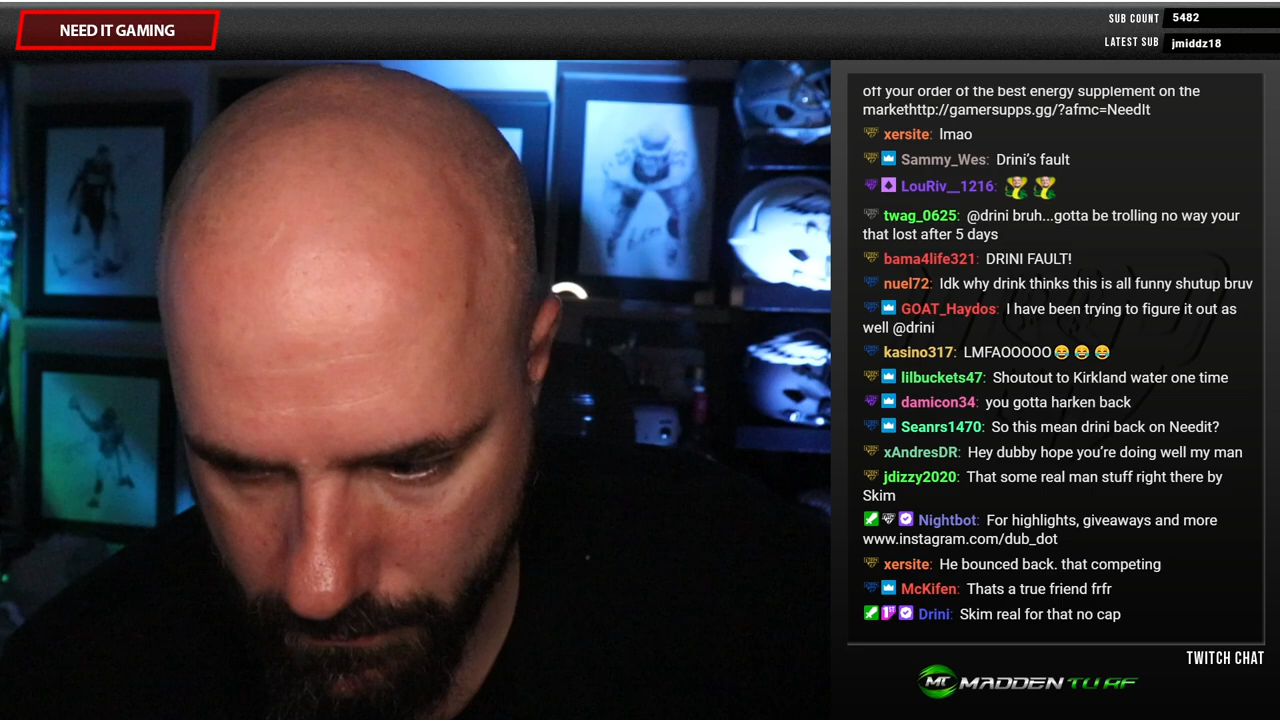 NEED IT GAMING
SUB COUNT 5482
LATEST SUB jmiddz18
off your order of the best energy supplement on the
markethttp://gamersupps.gg/?afmc=NeedIt
xersite: lmao
Sammy_Wes: Drini's fault
LouRiv__1216:
twag_0625: @drini bruh...gotta be trolling no way your
that lost after 5 days
bama4life321: DRINI FAULT!
nuel72: Idk why drink thinks this is all funny shutup bruv
GOAT_Haydos: I have been trying to figure it out as
well @drini
kasino317: LMFAOOOOO😂 😂 😂
lilbuckets47: Shoutout to Kirkland water one time
damicon34: you gotta harken back
Seanrs1470: So this mean drini back on Needit?
xAndresDR: Hey dubby hope you're doing well my man
jdizzy2020: That some real man stuff right there by
Skim
Nightbot: For highlights, giveaways and more
www.instagram.com/dub_dot
xersite: He bounced back. that competing
McKifen: Thats a true friend frfr
Drini: Skim real for that no cap
TWITCH CHAT
MT MADDEN TURF